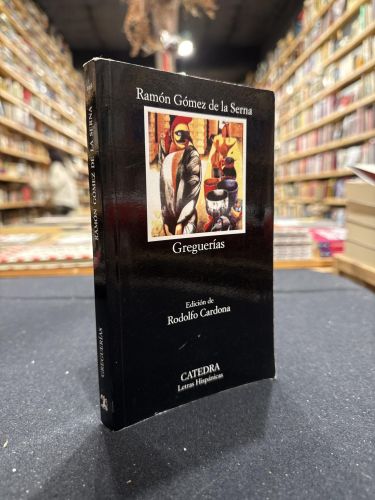 Ramón Gómez de la Serna
Greguerías
Edición de
Rodolfo Cardona
CATEDRA
Letras Hispánicas
RAMÓN GÓMEZ DE LA SERNA
GREGUERÍAS